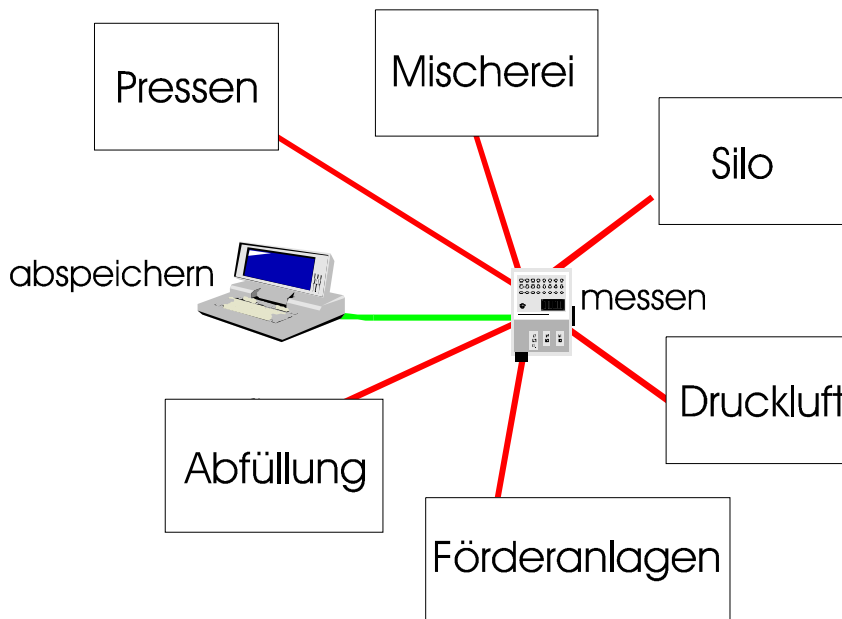 Pressen
Mischerei
Silo
abspeichern
messen
Druckluft
Abfüllung
Förderanlagen